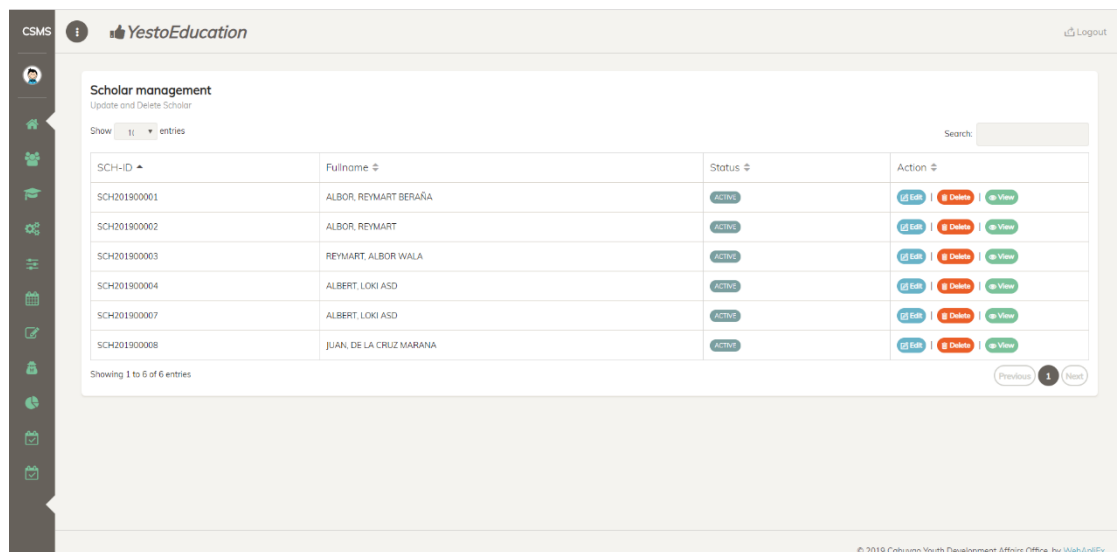 CSMS
YestoEducation
Logout
Scholar management
Update and Delete Scholar
Show 1( entries
Search:
SCH-ID Fullname Status Action
SCH201900001 ALBOR, REYMART BERAÑA ACTIVE Edit | Delete | View
SCH201900002 ALBOR, REYMART ACTIVE Edit | Delete | View
SCH201900003 REYMART, ALBOR WALA ACTIVE Edit | Delete | View
SCH201900004 ALBERT, LOKI ASD ACTIVE Edit | Delete | View
SCH201900007 ALBERT, LOKI ASD ACTIVE Edit | Delete | View
SCH201900008 JUAN, DE LA CRUZ MARANA ACTIVE Edit | Delete | View
Showing 1 to 6 of 6 entries
Previous 1 Next
© 2019 Cabuyao Youth Development Affairs Office, by